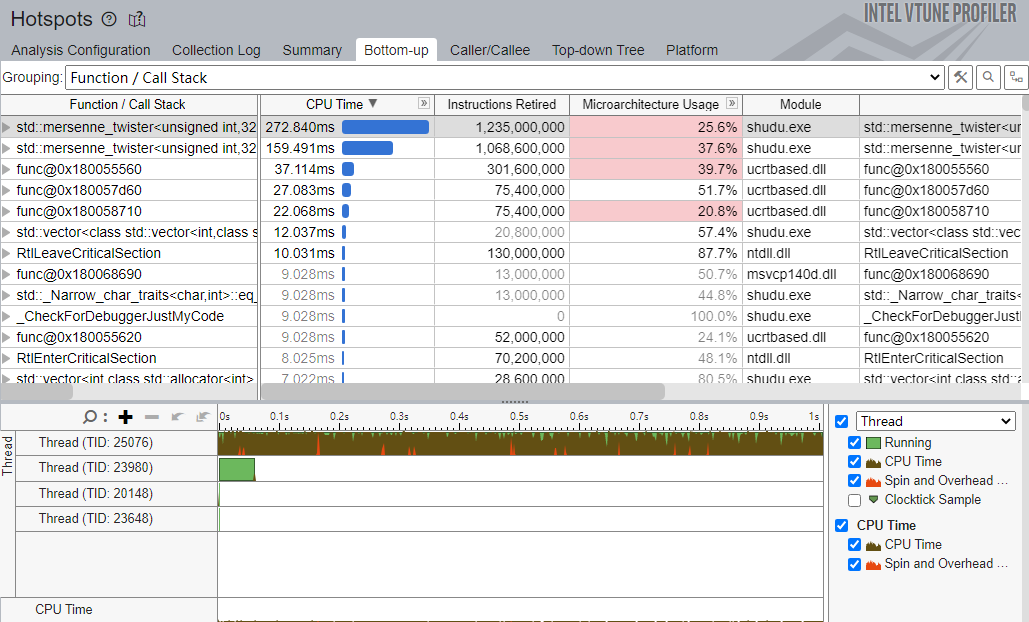 Hotspots
INTEL VTUNE PROFILER
Analysis Configuration Collection Log Summary Bottom-up Caller/Callee Top-down Tree Platform
Grouping: Function / Call Stack
Function / Call Stack CPU Time ▼ Instructions Retired Microarchitecture Usage Module
std::mersenne_twister<unsigned int,32 272.840ms 1,235,000,000 25.6% shudu.exe std::mersenne_twister<ur
std::mersenne_twister<unsigned int,32 159.491ms 1,068,600,000 37.6% shudu.exe std::mersenne_twister<ur
func@0x180055560 37.114ms 301,600,000 39.7% ucrtbased.dll func@0x180055560
func@0x180057d60 27.083ms 75,400,000 51.7% ucrtbased.dll func@0x180057d60
func@0x180058710 22.068ms 75,400,000 20.8% ucrtbased.dll func@0x180058710
std::vector<class std::vector<int,class s 12.037ms 20,800,000 57.4% shudu.exe std::vector<class std::vec
RtlLeaveCriticalSection 10.031ms 130,000,000 87.7% ntdll.dll RtlLeaveCriticalSection
func@0x180068690 9.028ms 13,000,000 50.7% msvcp140d.dll func@0x180068690
std::_Narrow_char_traits<char,int>::eq_ 9.028ms 13,000,000 44.8% shudu.exe std::_Narrow_char_traits<
_CheckForDebuggerJustMyCode 9.028ms 0 100.0% shudu.exe _CheckForDebuggerJustI
func@0x180055620 9.028ms 52,000,000 24.1% ucrtbased.dll func@0x180055620
RtlEnterCriticalSection 8.025ms 70,200,000 48.1% ntdll.dll RtlEnterCriticalSection
std::vector<int class std::allocator<int> 7.022ms 28,600,000 80.5% shudu.exe std::vector<int class std::a
0s 0.1s 0.2s 0.3s 0.4s 0.5s 0.6s 0.7s 0.8s 0.9s 1s
Thread
Thread (TID: 25076)
Thread (TID: 23980)
Thread (TID: 20148)
Thread (TID: 23648)
CPU Time
Thread
Running
CPU Time
Spin and Overhead ...
Clocktick Sample
CPU Time
CPU Time
Spin and Overhead ...